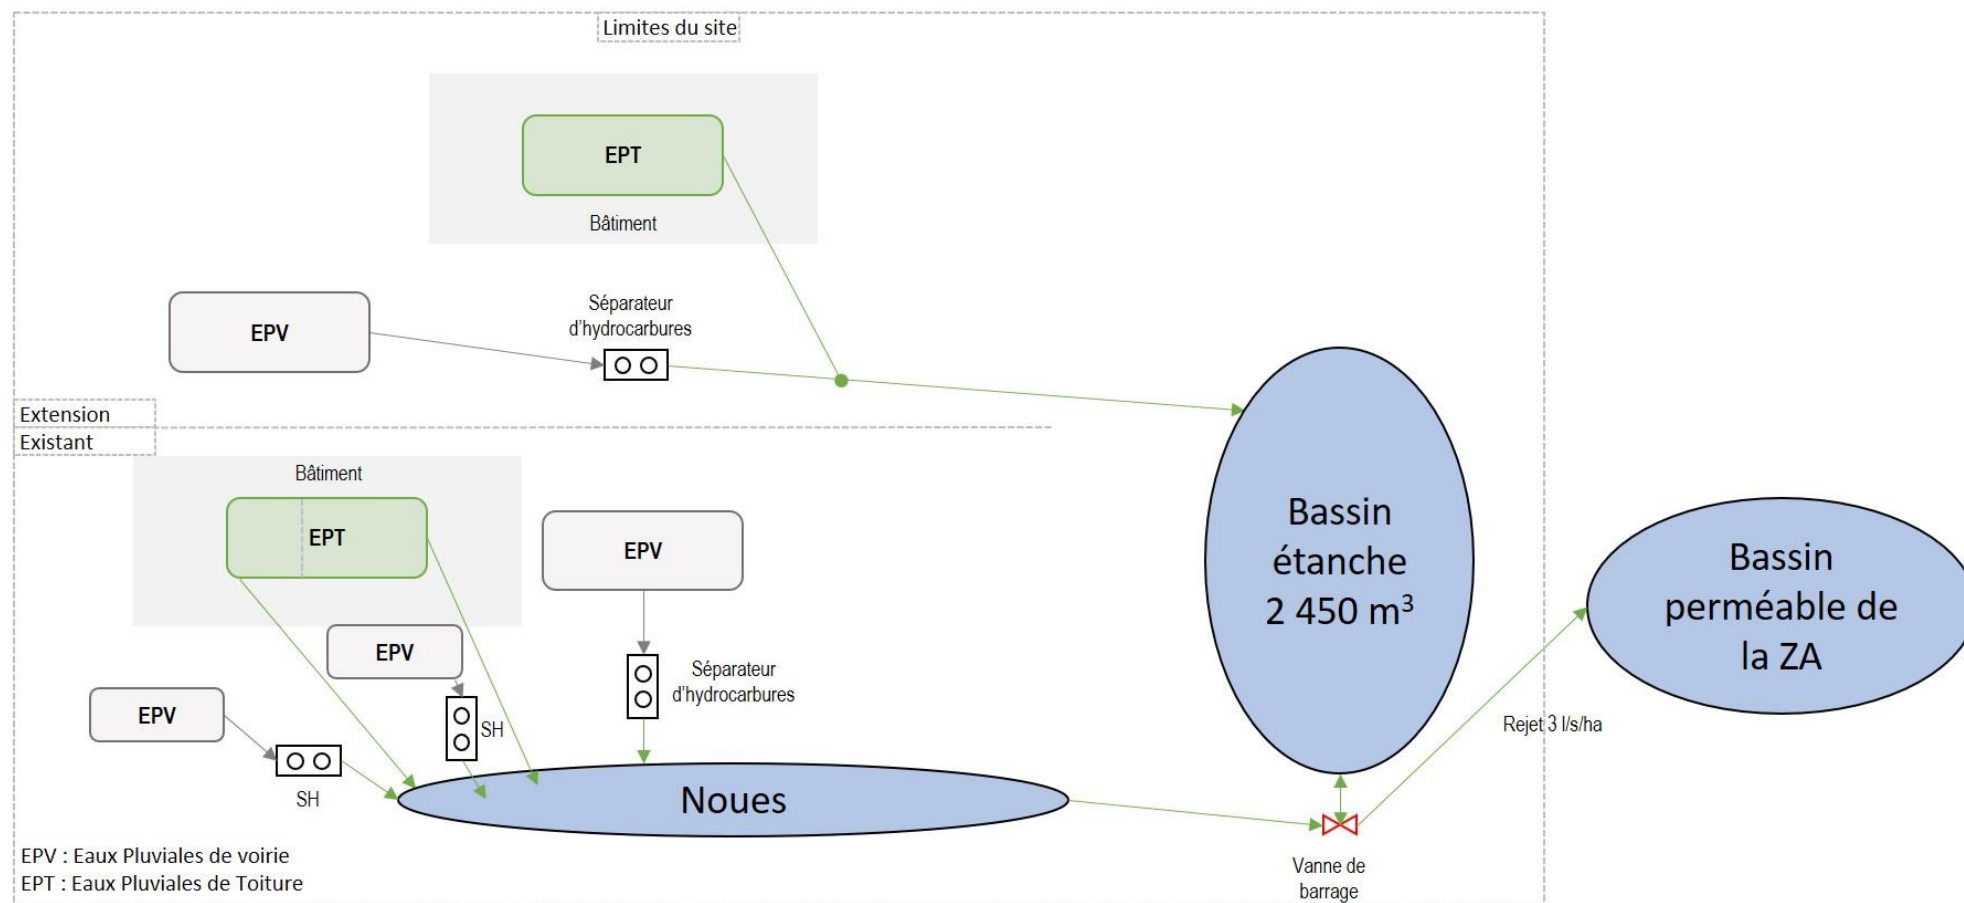 Limites du site
EPT
Bâtiment
Séparateur
d'hydrocarbures
EPV
Extension
Existant
Bâtiment
EPT
EPV
EPV
EPV
Séparateur
d'hydrocarbures
SH
SH
Noues
Bassin
étanche
2 450 m³
Bassin
perméable de
la ZA
Rejet 3 l/s/ha
Vanne de
barrage
EPV : Eaux Pluviales de voirie
EPT : Eaux Pluviales de Toiture